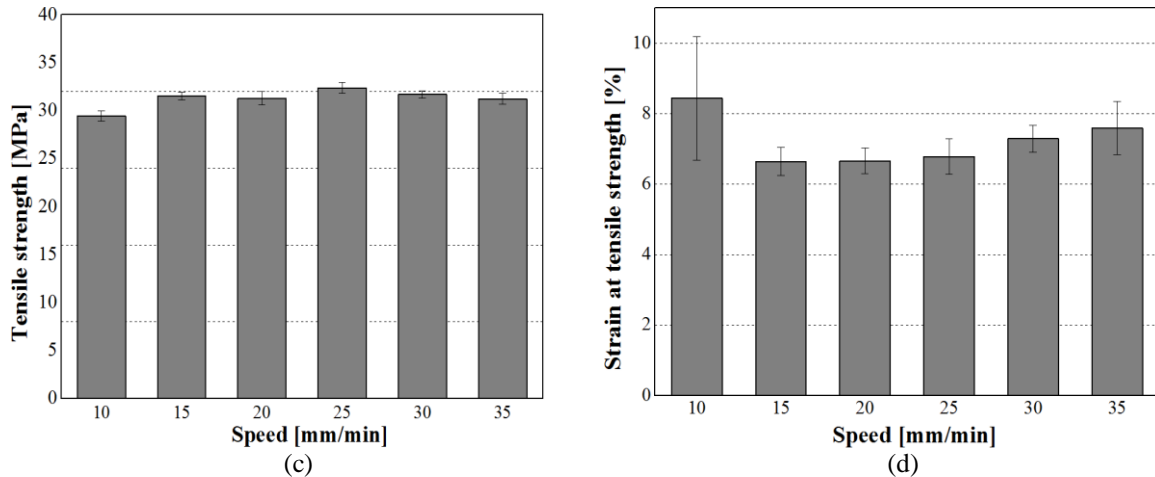 Tensile strength [MPa]
40
35
30
25
20
15
10
5
0
10 15 20 25 30 35
Speed [mm/min]
(c)
Strain at tensile strength [%]
10
8
6
4
2
0
10 15 20 25 30 35
Speed [mm/min]
(d)